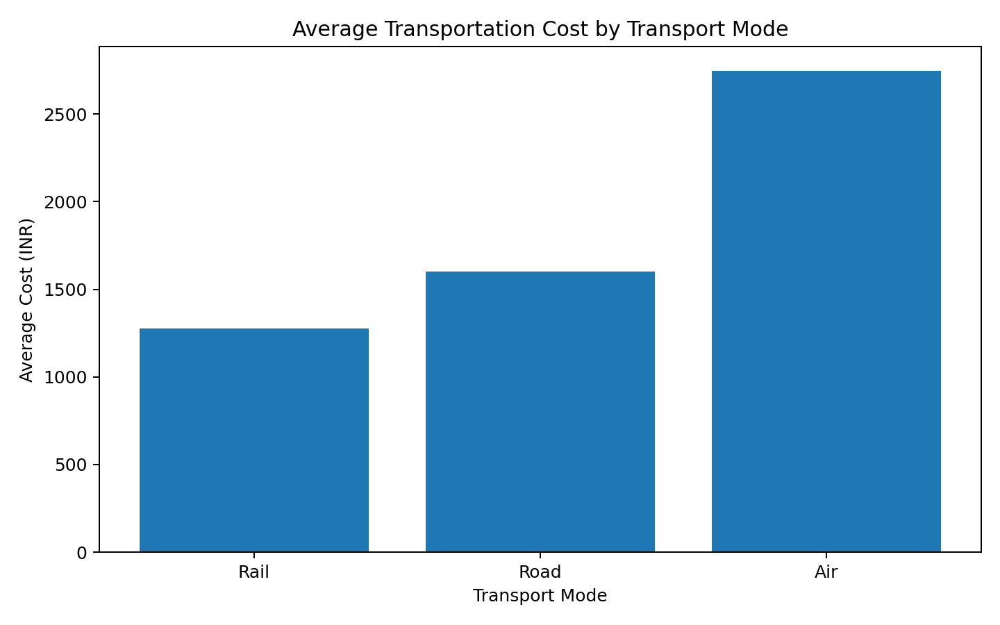 Average Transportation Cost by Transport Mode
Average Cost (INR)
2500
2000
1500
1000
500
0
Rail
Road
Air
Transport Mode